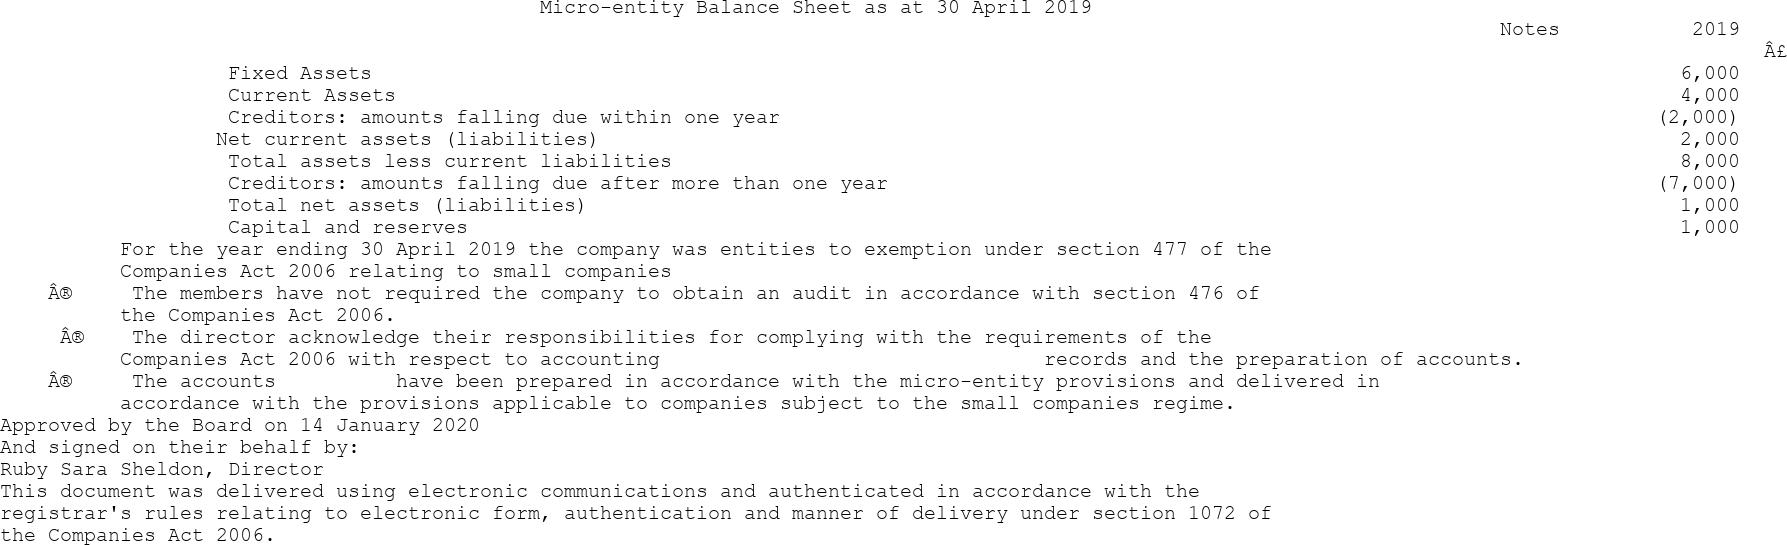 Micro-entity Balance Sheet as at 30 April 2019
Notes 2019
Â£
Fixed Assets 6,000
Current Assets 4,000
Creditors: amounts falling due within one year (2,000)
Net current assets (liabilities) 2,000
Total assets less current liabilities 8,000
Creditors: amounts falling due after more than one year (7,000)
Total net assets (liabilities) 1,000
Capital and reserves 1,000
For the year ending 30 April 2019 the company was entities to exemption under section 477 of the
Companies Act 2006 relating to small companies
Â® The members have not required the company to obtain an audit in accordance with section 476 of
the Companies Act 2006.
Â® The director acknowledge their responsibilities for complying with the requirements of the
Companies Act 2006 with respect to accounting records and the preparation of accounts.
Â® The accounts have been prepared in accordance with the micro-entity provisions and delivered in
accordance with the provisions applicable to companies subject to the small companies regime.
Approved by the Board on 14 January 2020
And signed on their behalf by:
Ruby Sara Sheldon, Director
This document was delivered using electronic communications and authenticated in accordance with the
registrar's rules relating to electronic form, authentication and manner of delivery under section 1072 of
the Companies Act 2006.